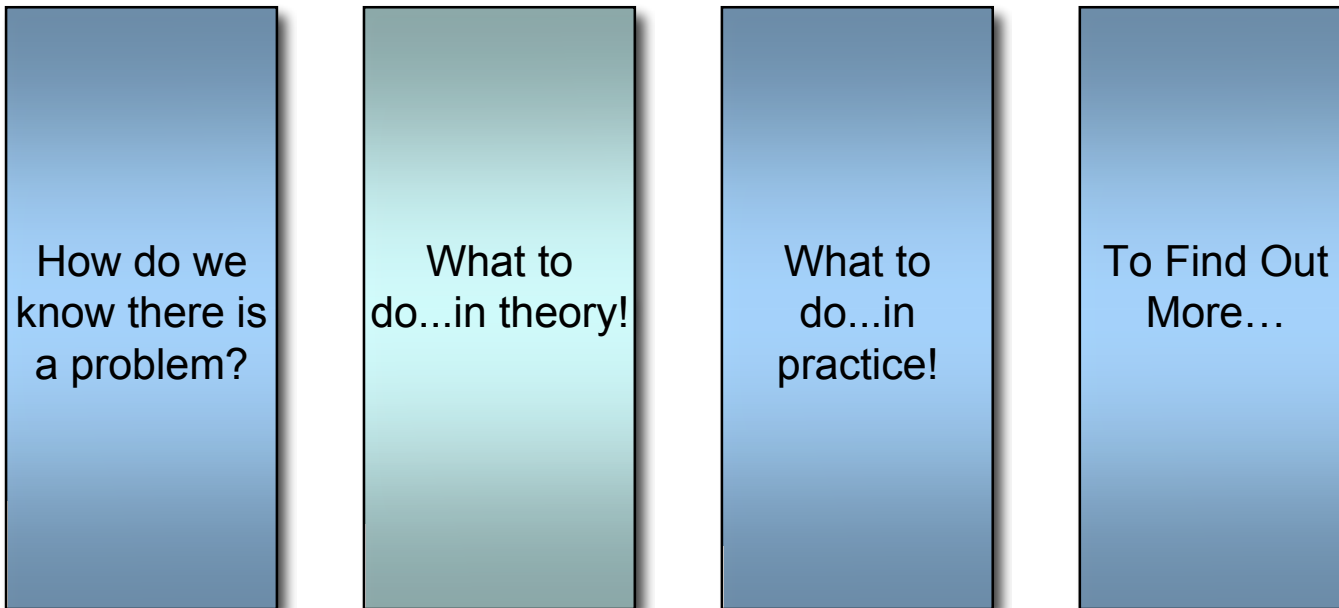 How do we
know there is
a problem?
What to
do...in theory!
What to
do...in
practice!
To Find Out
More…